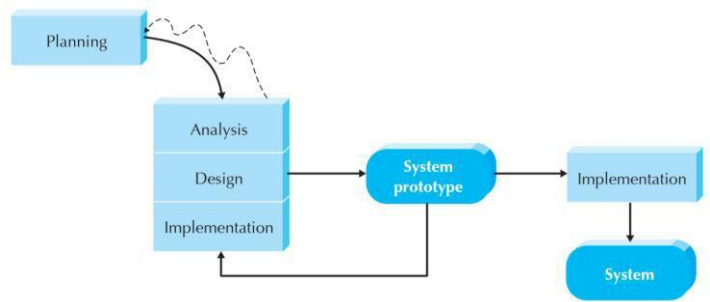 Planning
Analysis
Design
Implementation
System
prototype
Implementation
System